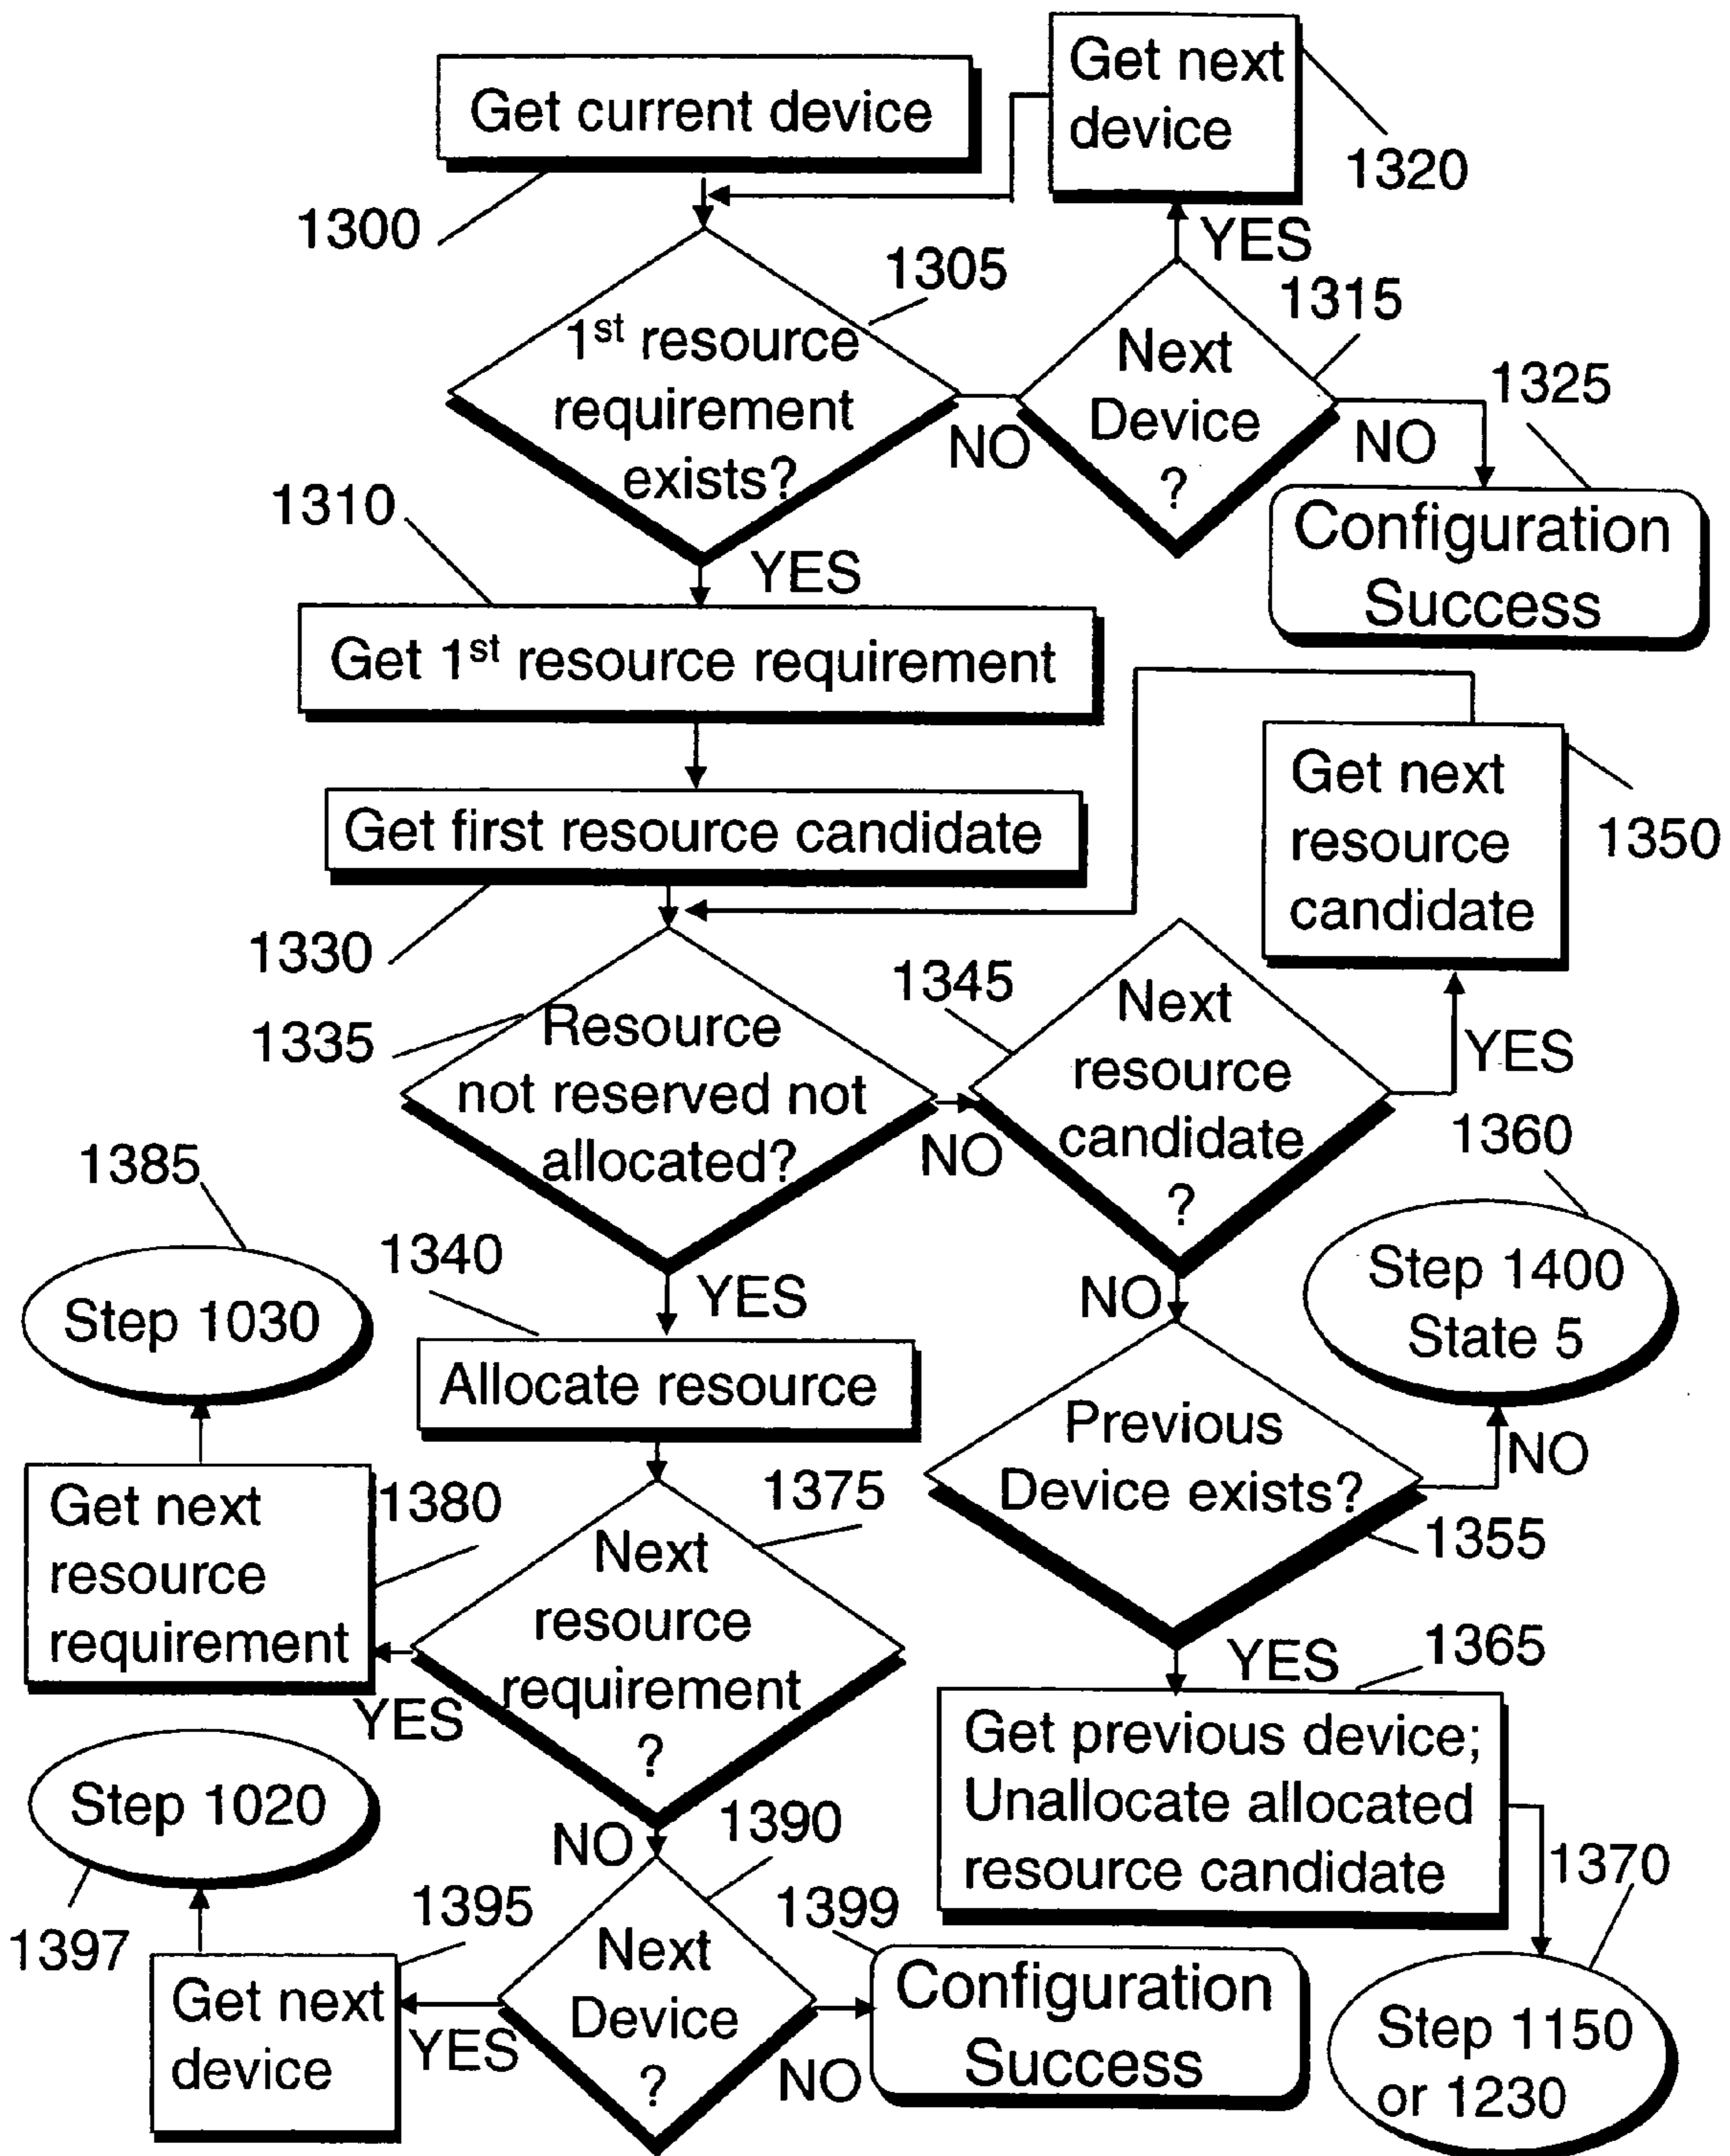 Get current device
1300
Get next
device
1320
YES
1305
1st resource
requirement
exists?
NO
1315
Next
Device
?
NO
1325
Configuration
Success
1310
YES
Get 1st resource requirement
Get first resource candidate
1330
Get next
resource
candidate
1350
1335
Resource
not reserved not
allocated?
NO
1345
Next
resource
candidate
?
YES
1360
Step 1400
State 5
1385
Step 1030
1340
YES
NO
Allocate resource
Previous
Device exists?
NO
1355
Get next
resource
requirement
1380
1375
Next
resource
requirement
?
YES
YES
1365
Get previous device;
Unallocate allocated
resource candidate
1370
Step 1150
or 1230
Step 1020
1397
NO
1390
1395
Get next
device
YES
Next
Device
?
NO
1399
Configuration
Success